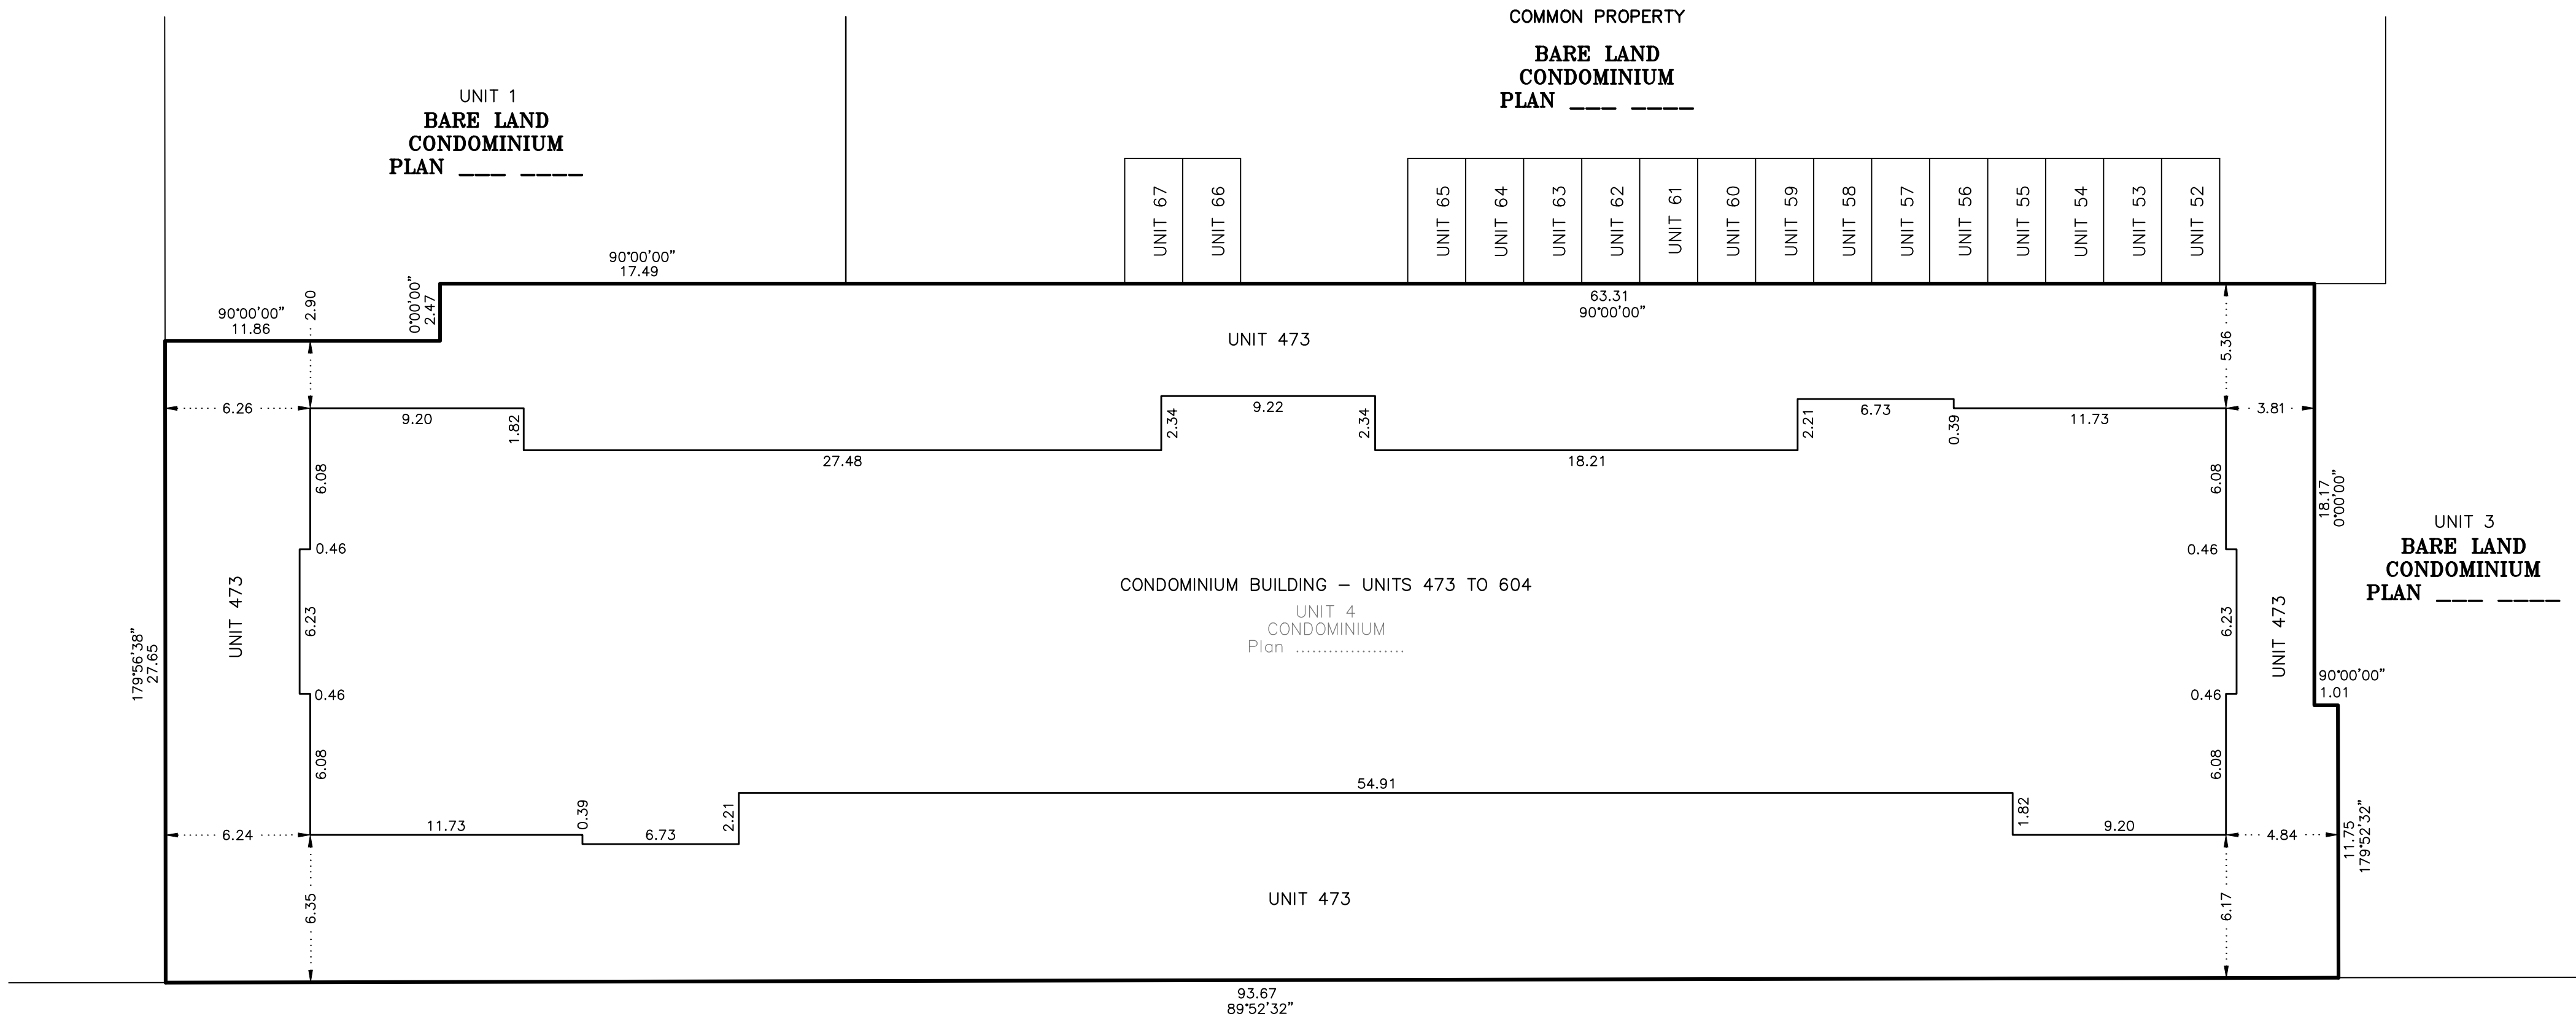 COMMON PROPERTY
BARE LAND
CONDOMINIUM
PLAN ___ ____
UNIT 1
BARE LAND
CONDOMINIUM
PLAN ___ ____
UNIT 67
UNIT 66
UNIT 65
UNIT 64
UNIT 63
UNIT 62
UNIT 61
UNIT 60
UNIT 59
UNIT 58
UNIT 57
UNIT 56
UNIT 55
UNIT 54
UNIT 53
UNIT 52
90°00'00"
17.49
90°00'00"
11.86
0°00'00"
2.47
2.90
63.31
90°00'00"
UNIT 473
5.36
6.26
9.20
1.82
27.48
2.34
9.22
2.34
18.21
2.21
6.73
0.39
11.73
3.81
6.08
6.08
18.17
0°00'00"
0.46
0.46
UNIT 3
BARE LAND
CONDOMINIUM
PLAN ___ ____
UNIT 473
6.23
CONDOMINIUM BUILDING – UNITS 473 TO 604
UNIT 4
CONDOMINIUM
Plan ....................
6.23
UNIT 473
179°56'38"
27.65
0.46
0.46
90°00'00"
1.01
6.08
6.08
54.91
6.24
11.73
0.39
6.73
2.21
1.82
9.20
4.84
11.75
179°52'32"
6.35
UNIT 473
6.17
93.67
89°52'32"